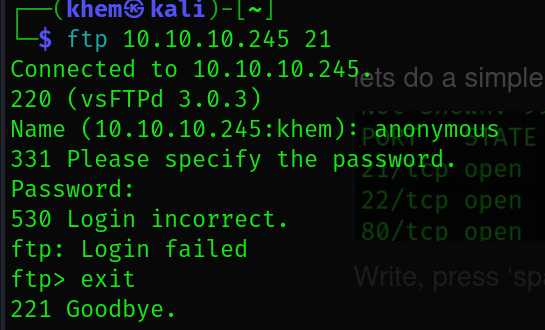 ┌──(khem㉿kali)-[~]
└─$ ftp 10.10.10.245 21
Connected to 10.10.10.245.
220 (vsFTPd 3.0.3)
Name (10.10.10.245:khem): anonymous
331 Please specify the password.
Password:
530 Login incorrect.
ftp: Login failed
ftp> exit
221 Goodbye.
lets do a simple
PORT STATE
21/tcp open
22/tcp open
80/tcp open
Write, press